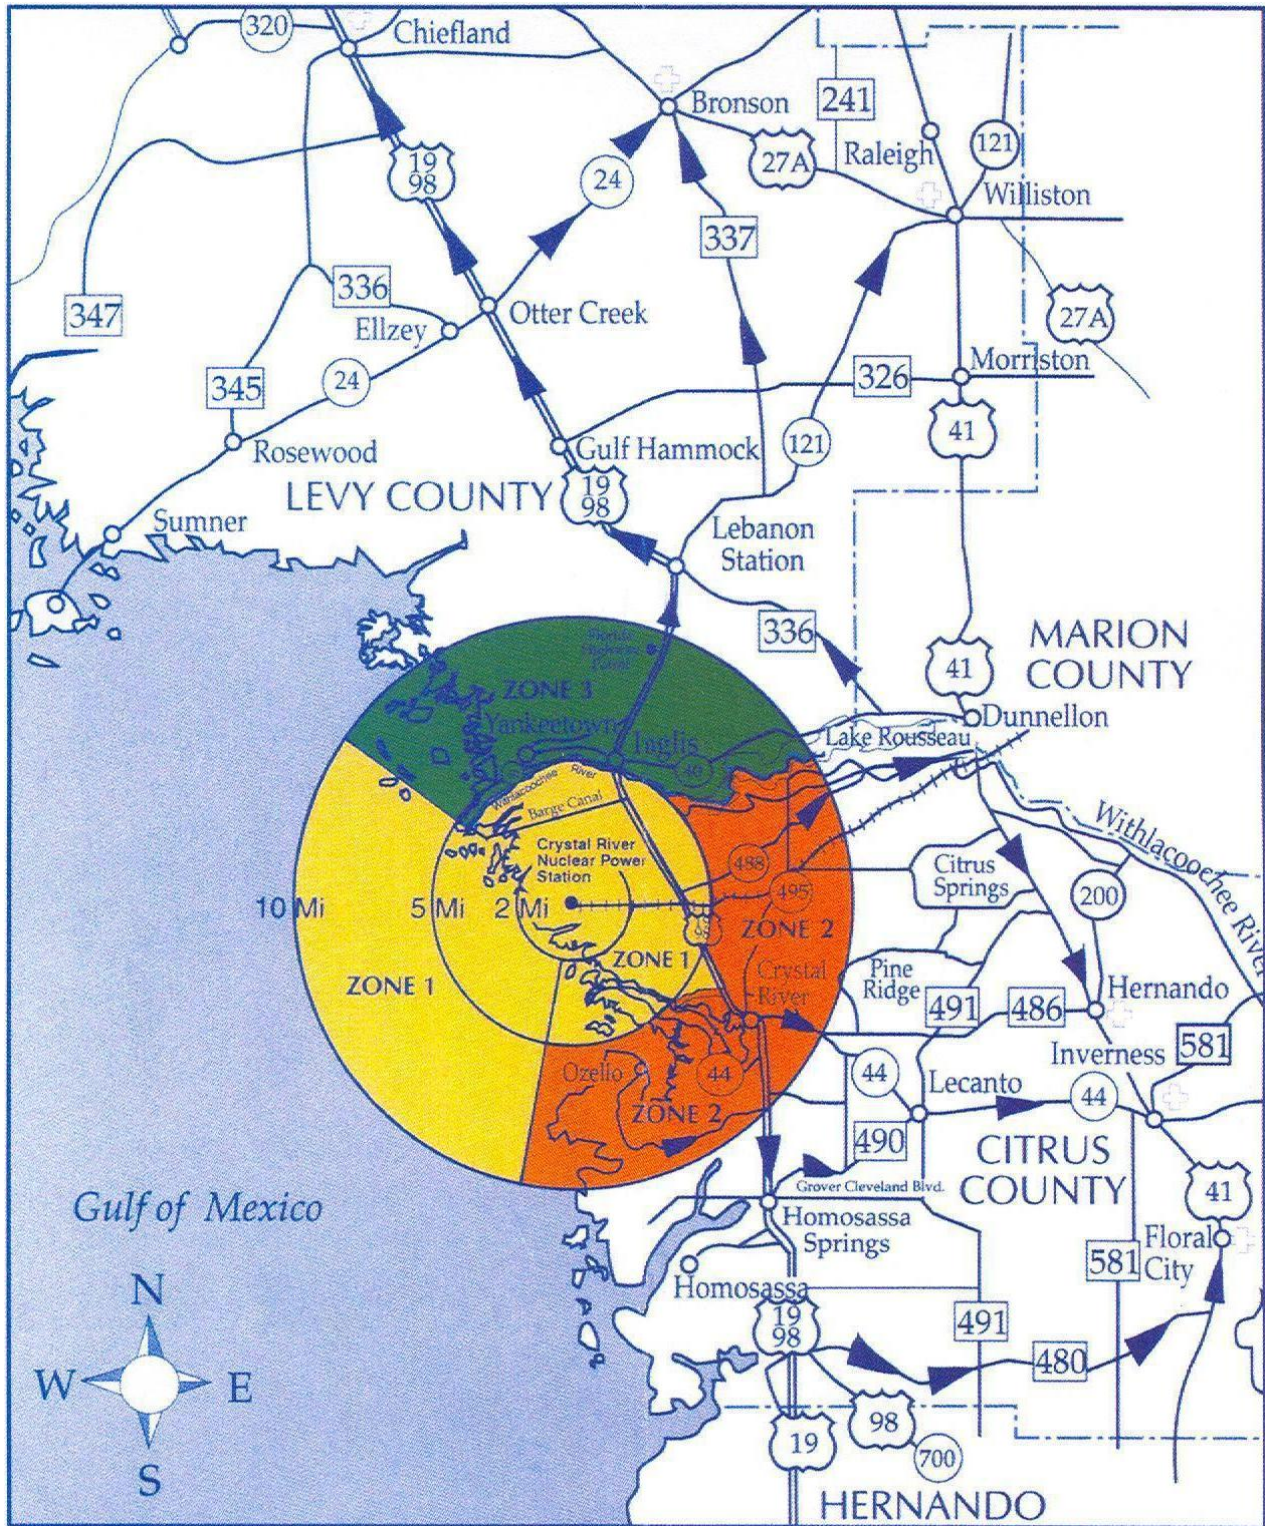 320
Chiefland
Bronson
241
Raleigh
121
27A
19
98
24
Williston
337
347
336
Otter Creek
Ellzey
27A
Morriston
345
24
326
41
Rosewood
Gulf Hammock
121
LEVY COUNTY
19
98
Sumner
Lebanon
Station
336
MARION
COUNTY
41
Florida
Highway
Patrol
ZONE 3
Yankeetown
Inglis
Dunnellon
Lake Rousseau
40
Withlacoochee River
Barge Canal
Withlacoochee River
Crystal River
Nuclear Power
Station
488
Citrus
Springs
495
200
10 Mi
5 Mi
2 Mi
98
ZONE 2
ZONE 1
ZONE 1
Crystal
River
Pine
Ridge
491
486
Hernando
Inverness
581
Ozello
44
44
Lecanto
44
ZONE 2
490
CITRUS
COUNTY
Grover Cleveland Blvd.
41
Gulf of Mexico
Homosassa
Springs
Floral
City
581
Homosassa
N
W
E
S
19
98
491
480
98
19
700
HERNANDO